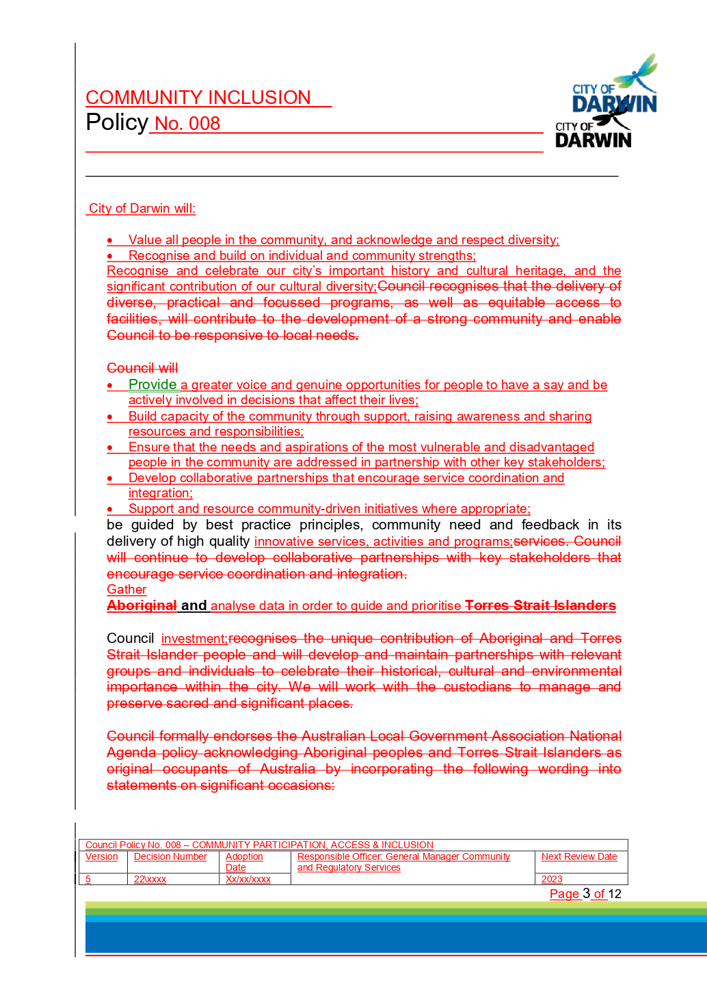 COMMUNITY INCLUSION
Policy No. 008
CITY OF
DARWIN
CITY OF
DARWIN
City of Darwin will:
• Value all people in the community, and acknowledge and respect diversity;
• Recognise and build on individual and community strengths;
Recognise and celebrate our city’s important history and cultural heritage, and the
significant contribution of our cultural diversity;Council recognises that the delivery of
diverse, practical and focussed programs, as well as equitable access to
facilities, will contribute to the development of a strong community and enable
Council to be responsive to local needs.
Council will
• Provide a greater voice and genuine opportunities for people to have a say and be
actively involved in decisions that affect their lives;
• Build capacity of the community through support, raising awareness and sharing
resources and responsibilities;
• Ensure that the needs and aspirations of the most vulnerable and disadvantaged
people in the community are addressed in partnership with other key stakeholders;
• Develop collaborative partnerships that encourage service coordination and
integration;
• Support and resource community-driven initiatives where appropriate;
be guided by best practice principles, community need and feedback in its
delivery of high quality innovative services, activities and programs;services. Council
will continue to develop collaborative partnerships with key stakeholders that
encourage service coordination and integration.
Gather
Aboriginal and analyse data in order to guide and prioritise Torres Strait Islanders
Council investment;recognises the unique contribution of Aboriginal and Torres
Strait Islander people and will develop and maintain partnerships with relevant
groups and individuals to celebrate their historical, cultural and environmental
importance within the city. We will work with the custodians to manage and
preserve sacred and significant places.
Council formally endorses the Australian Local Government Association National
Agenda policy acknowledging Aboriginal peoples and Torres Strait Islanders as
original occupants of Australia by incorporating the following wording into
statements on significant occasions:
Council Policy No. 008 – COMMUNITY PARTICIPATION, ACCESS & INCLUSION
Version Decision Number Adoption Date Responsible Officer: General Manager Community and Regulatory Services Next Review Date
5 22\xxxx Xx/xx/xxxx 2023
Page 3 of 12